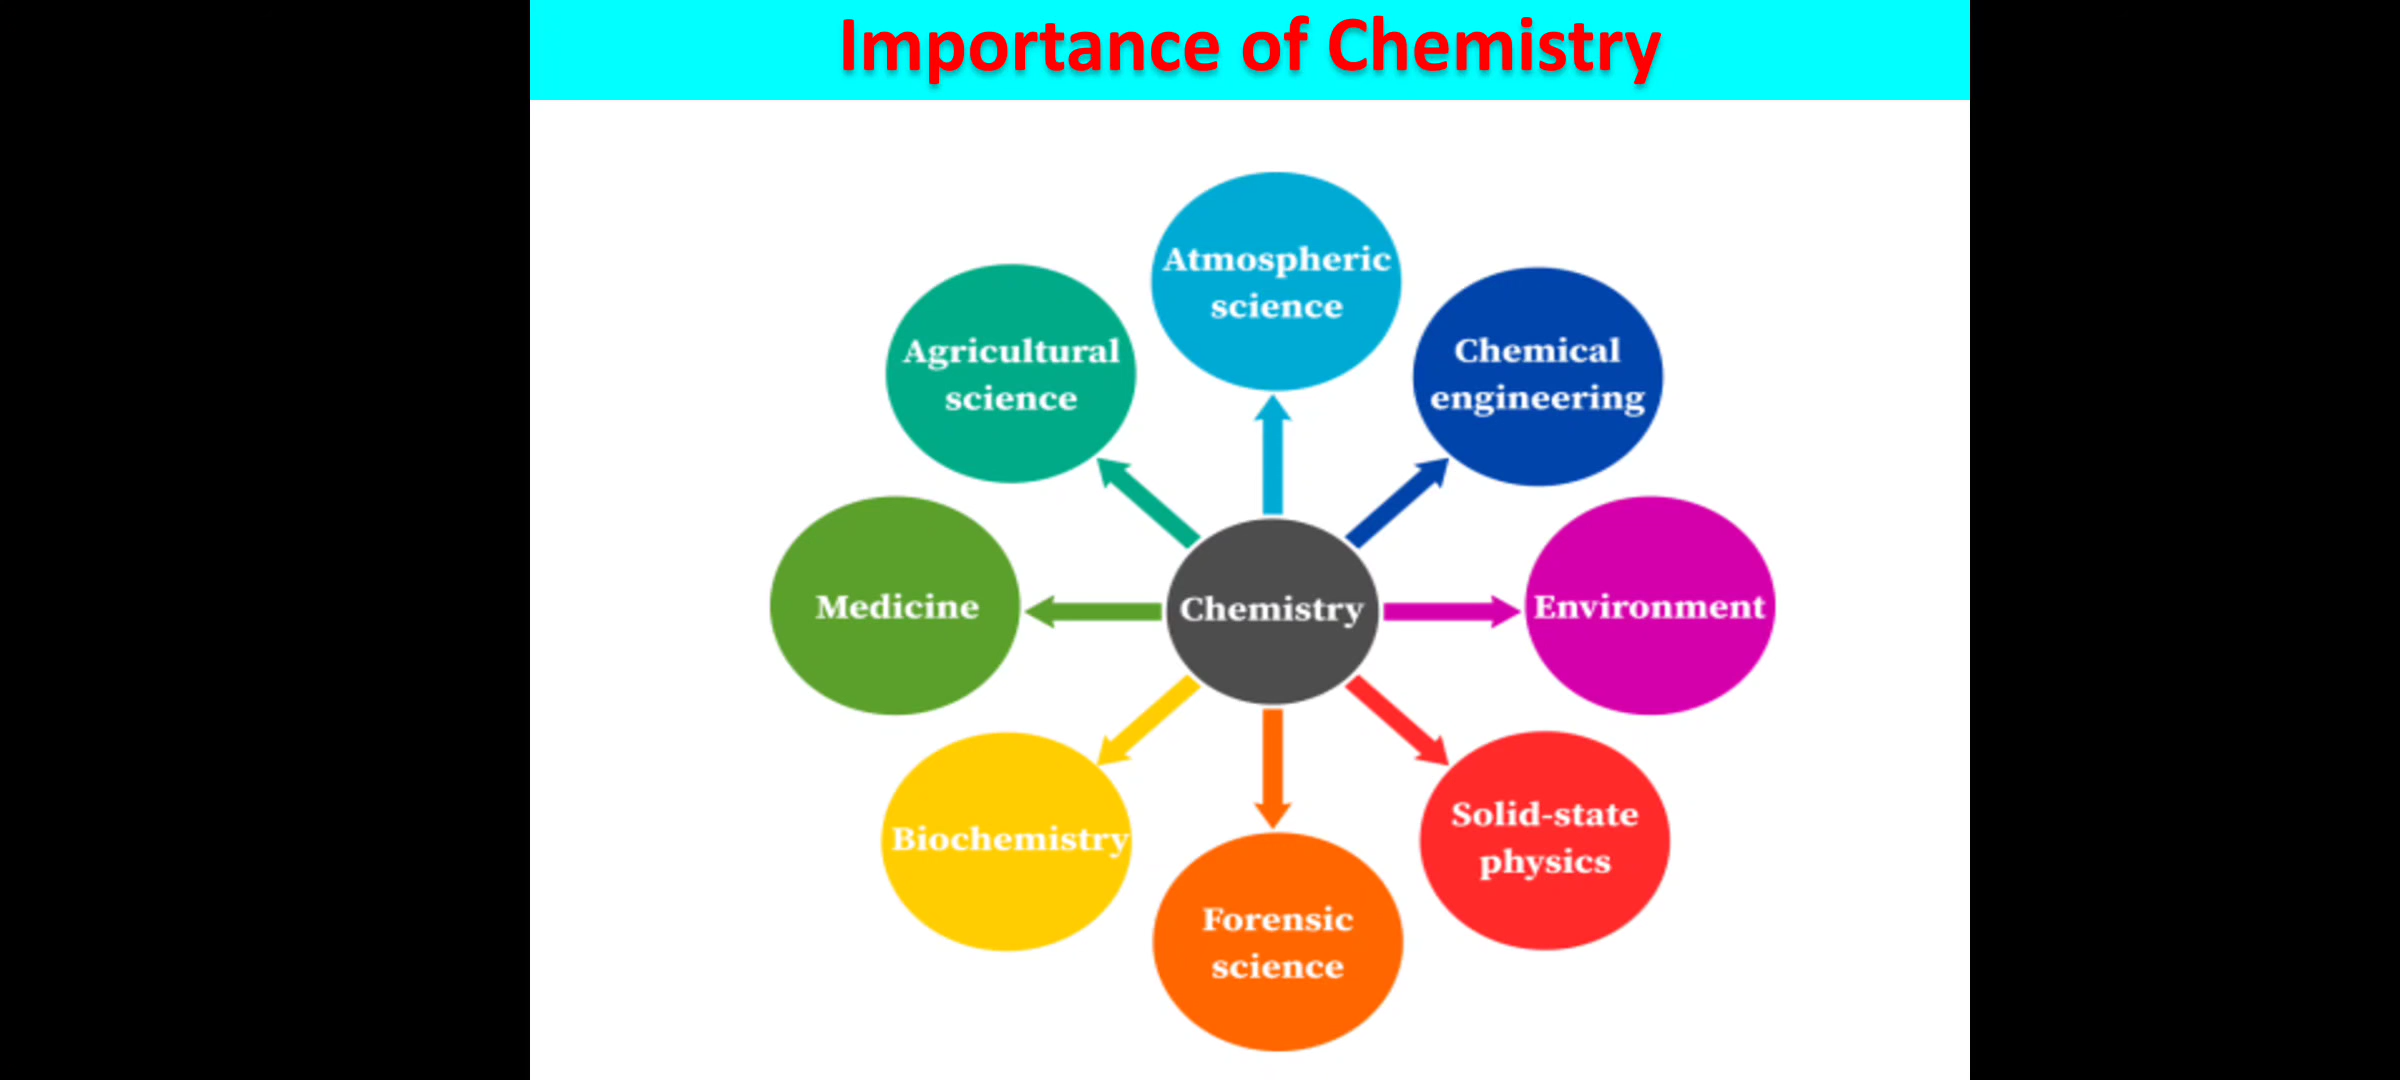 Importance of Chemistry
Atmospheric
science
Agricultural
science
Chemical
engineering
Medicine
Chemistry
Environment
Biochemistry
Solid-state
physics
Forensic
science